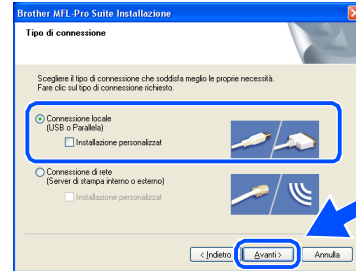 Brother MFL-Pro Suite Installazione
Tipo di connessione
Scegliere il tipo di connessione che soddisfa meglio le proprie necessità.
Fare clic sul tipo di connessione richiesto.
Connessione locale
(USB o Parallela)
Installazione personalizzat
Connessione di rete
(Server di stampa interno o esterno)
Installazione personalizzat
< Indietro
Avanti >
Annulla